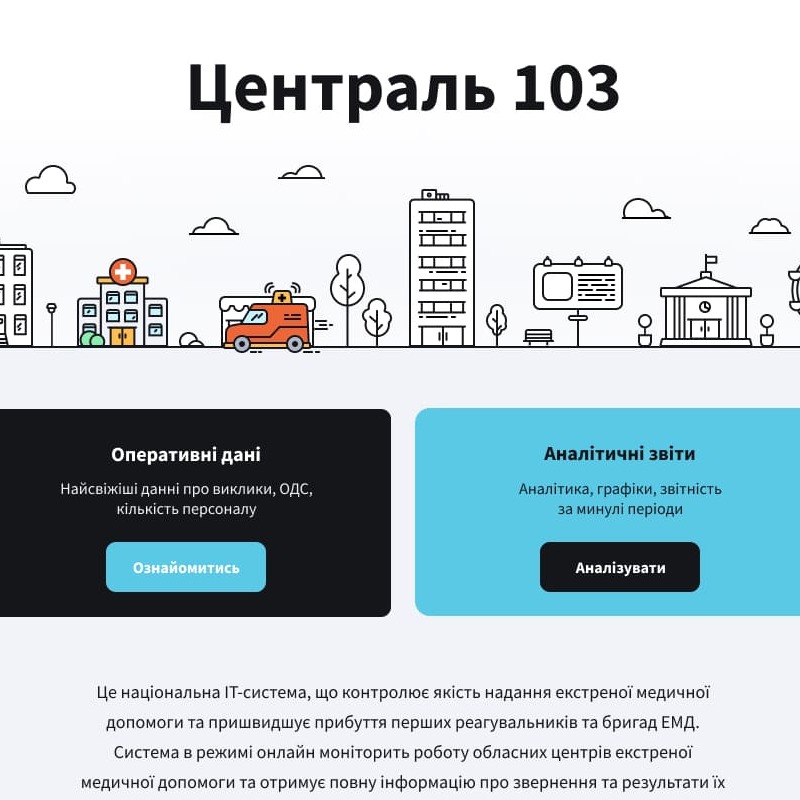 Централь 103
Оперативні дані
Найсвіжіші данні про виклики, ОДС,
кількість персоналу
Ознайомитись
Аналітичні звіти
Аналітика, графіки, звітність
за минулі періоди
Аналізувати
Це національна ІТ-система, що контролює якість надання екстреної медичної
допомоги та пришвидшує прибуття перших реагувальників та бригад ЕМД.
Система в режимі онлайн моніторить роботу обласних центрів екстреної
медичної допомоги та отримує повну інформацію про звернення та результати їх